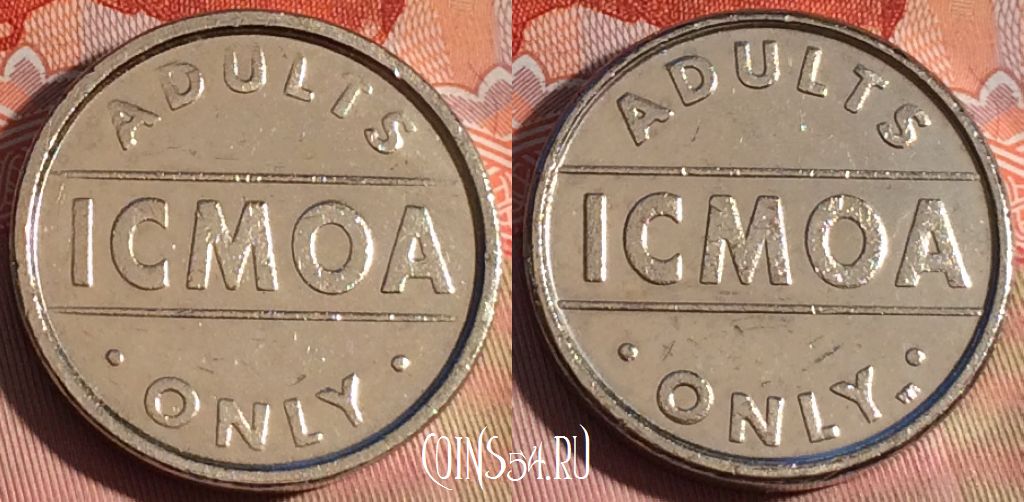 ADULTS
ICMOA
· ONLY ·
ADULTS
ICMOA
· ONLY ·
COINS54.RU